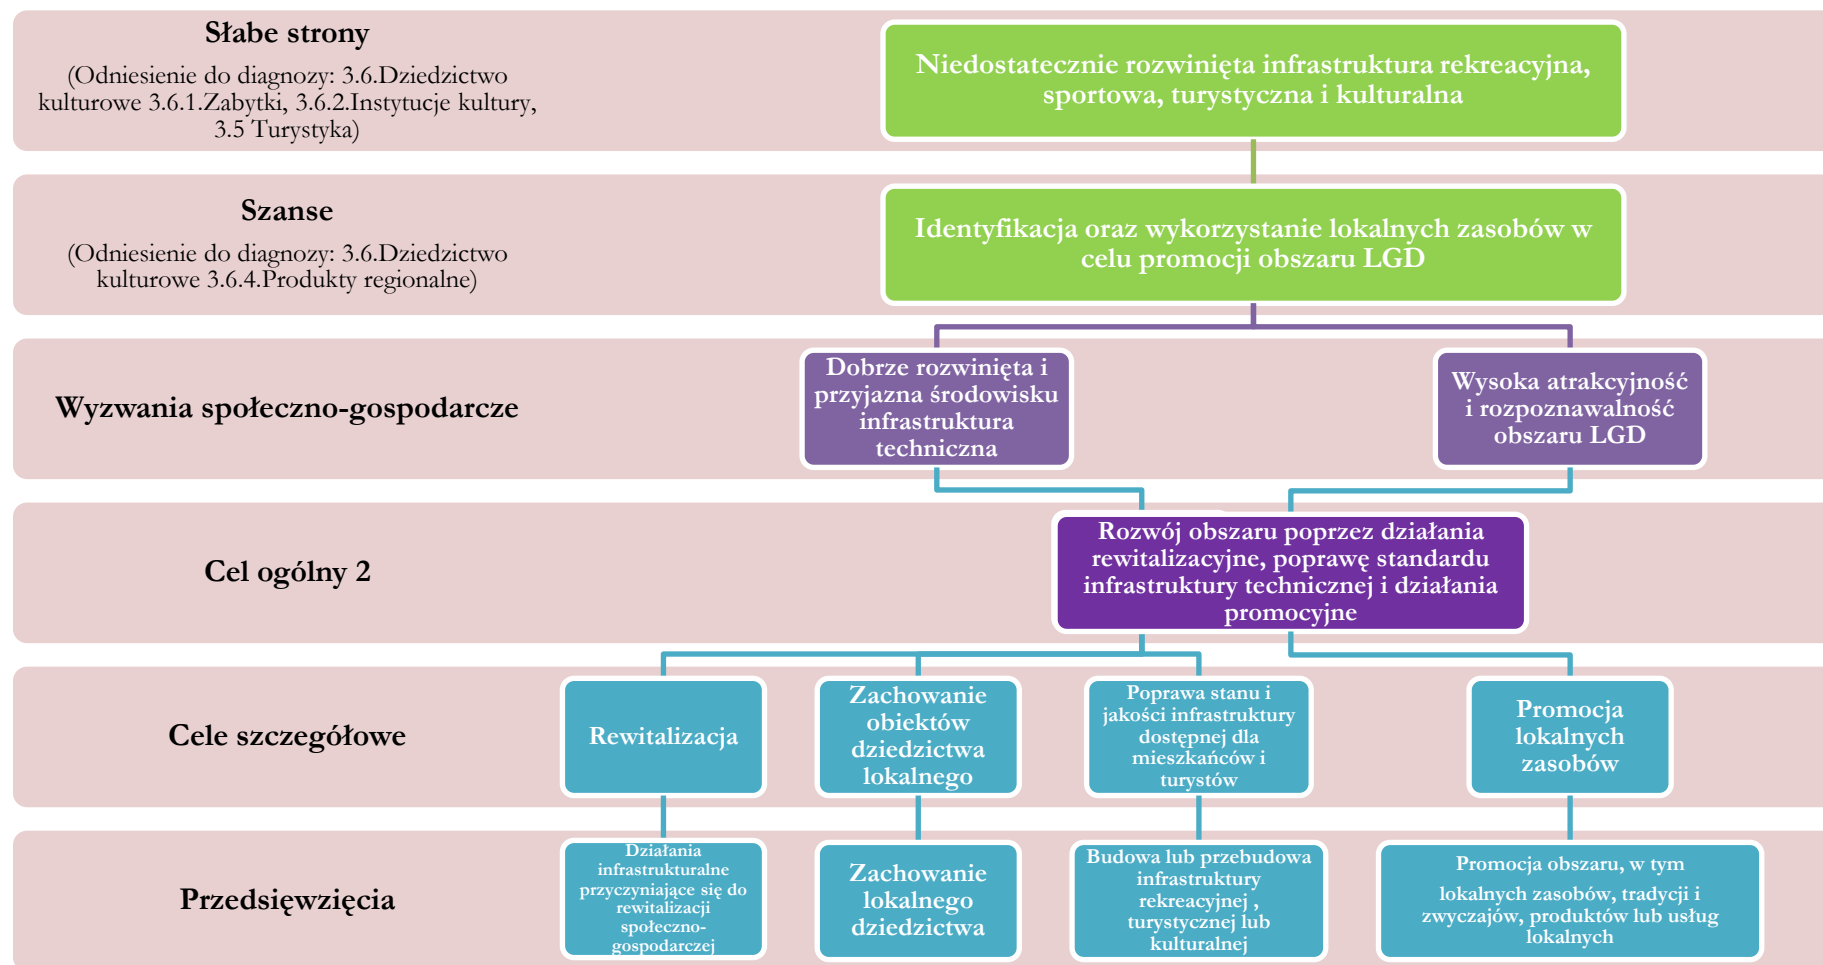 Słabe strony
(Odniesienie do diagnozy: 3.6.Dziedzictwo
kulturowe 3.6.1.Zabytki, 3.6.2.Instytucje kultury,
3.5 Turystyka)
Niedostatecznie rozwinięta infrastruktura rekreacyjna,
sportowa, turystyczna i kulturalna
Szanse
(Odniesienie do diagnozy: 3.6.Dziedzictwo
kulturowe 3.6.4.Produkty regionalne)
Identyfikacja oraz wykorzystanie lokalnych zasobów w
celu promocji obszaru LGD
Wyzwania społeczno-gospodarcze
Dobrze rozwinięta i
przyjazna środowisku
infrastruktura
techniczna
Wysoka atrakcyjność
i rozpoznawalność
obszaru LGD
Cel ogólny 2
Rozwój obszaru poprzez działania
rewitalizacyjne, poprawę standardu
infrastruktury technicznej i działania
promocyjne
Cele szczegółowe
Rewitalizacja
Zachowanie
obiektów
dziedzictwa
lokalnego
Poprawa stanu i
jakości infrastruktury
dostępnej dla
mieszkańców i
turystów
Promocja
lokalnych
zasobów
Przedsięwzięcia
Działania
infrastrukturalne
przyczyniające się do
rewitalizacji
społeczno-
gospodarczej
Zachowanie
lokalnego
dziedzictwa
Budowa lub przebudowa
infrastruktury
rekreacyjnej ,
turystycznej lub
kulturalnej
Promocja obszaru, w tym
lokalnych zasobów, tradycji i
zwyczajów, produktów lub usług
lokalnych